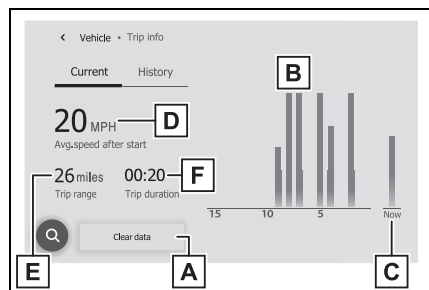 < Vehicle • Trip info
Current History
B
20 MPH
D
Avg.speed after start
26 miles 00:20
F
Trip range Trip duration
15 10 5 Now
Clear data
E A C